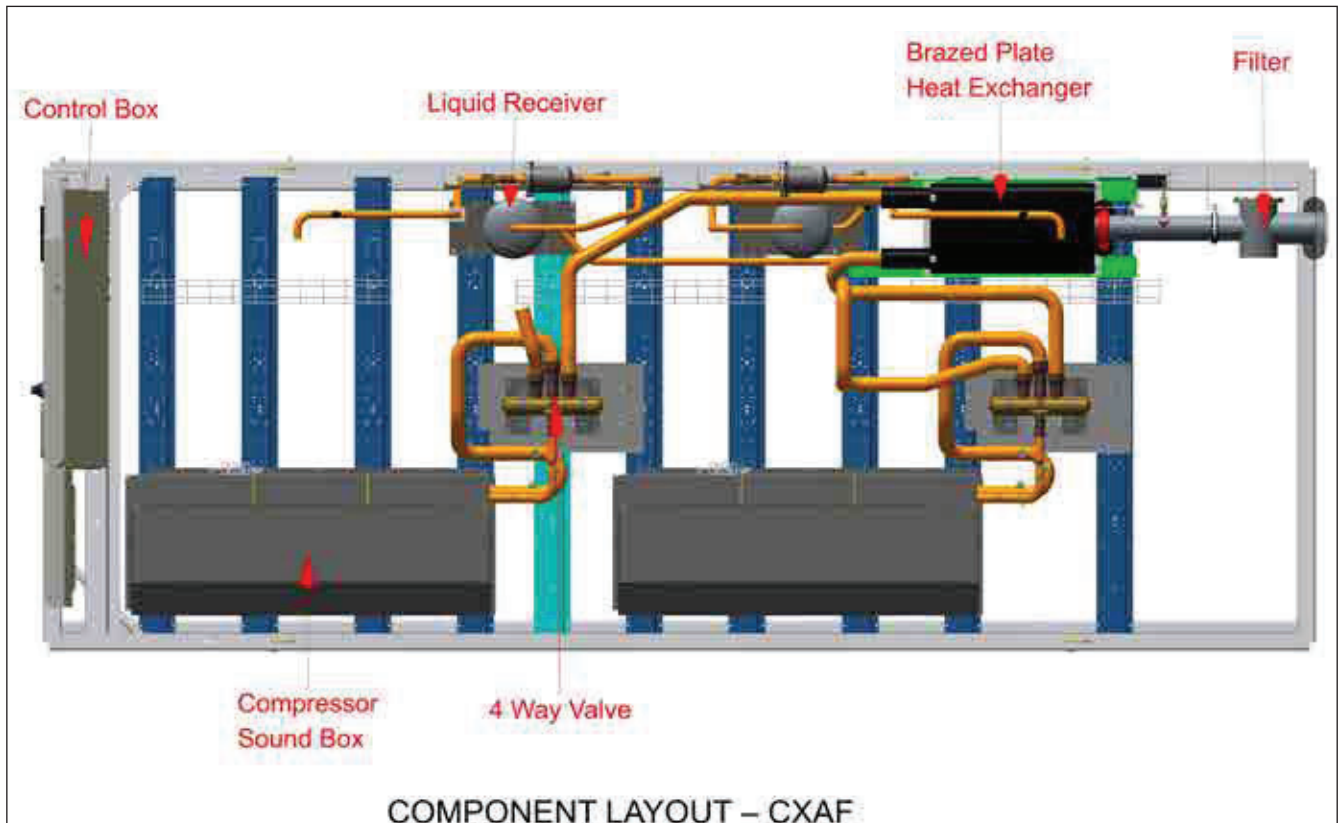 Brazed Plate
Heat Exchanger
Filter
Control Box
Liquid Receiver
Compressor
Sound Box
4 Way Valve
COMPONENT LAYOUT – CXAF